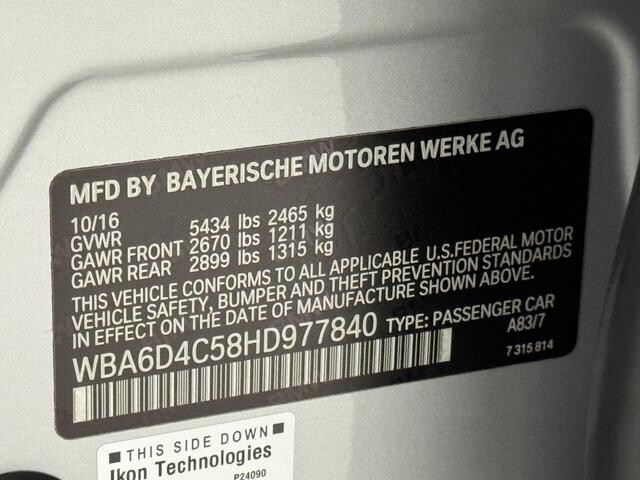 MFD BY BAYERISCHE MOTOREN WERKE AG
10/16
GVWR 5434 lbs 2465 kg
GAWR FRONT 2670 lbs 1211 kg
GAWR REAR 2899 lbs 1315 kg
THIS VEHICLE CONFORMS TO ALL APPLICABLE U.S.FEDERAL MOTOR
VEHICLE SAFETY, BUMPER AND THEFT PREVENTION STANDARDS
IN EFFECT ON THE DATE OF MANUFACTURE SHOWN ABOVE.
WBA6D4C58HD977840 TYPE: PASSENGER CAR
A83/7
7 315 814
THIS SIDE DOWN
Ikon Technologies
P24090